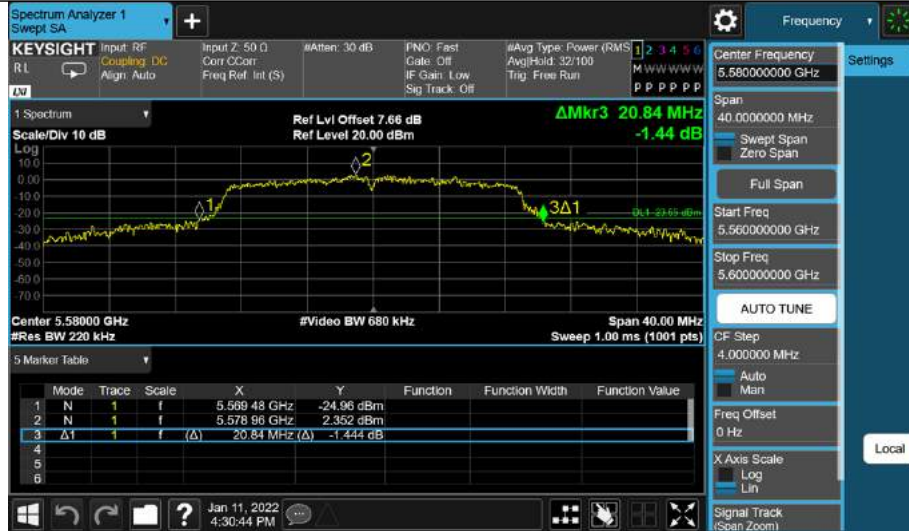 Spectrum Analyzer 1
Swept SA
+
Frequency
KEYSIGHT
RL
LXI
Input: RF
Coupling: DC
Align: Auto
Input Z: 50 Ω
Corr CCorr
Freq Ref: Int (S)
#Atten: 30 dB
PNO: Fast
Gate: Off
IF Gain: Low
Sig Track: Off
#Avg Type: Power (RMS
Avg|Hold: 32/100
Trig: Free Run
1 2 3 4 5 6
M W W W W W
P P P P P P
Center Frequency
5.580000000 GHz
Settings
Span
40.0000000 MHz
Swept Span
Zero Span
Full Span
Start Freq
5.560000000 GHz
Stop Freq
5.600000000 GHz
AUTO TUNE
CF Step
4.000000 MHz
Auto
Man
Freq Offset
0 Hz
X Axis Scale
Log
Lin
Signal Track
(Span Zoom)
Local
1 Spectrum
Scale/Div 10 dB
Log
Ref Lvl Offset 7.66 dB
Ref Level 20.00 dBm
ΔMkr3 20.84 MHz
-1.44 dB
10.0
0.00
-10.0
-20.0
-30.0
-40.0
-50.0
-60.0
-70.0
1
2
3Δ1
DL1 -23.65 dBm
Center 5.58000 GHz
#Video BW 680 kHz
Span 40.00 MHz
#Res BW 220 kHz
Sweep 1.00 ms (1001 pts)
5 Marker Table
Mode Trace Scale X Y Function Function Width Function Value
1 N 1 f 5.569 48 GHz -24.96 dBm
2 N 1 f 5.578 96 GHz 2.352 dBm
3 Δ1 1 f (Δ) 20.84 MHz (Δ) -1.444 dB
4
5
6
?
Jan 11, 2022
4:30:44 PM